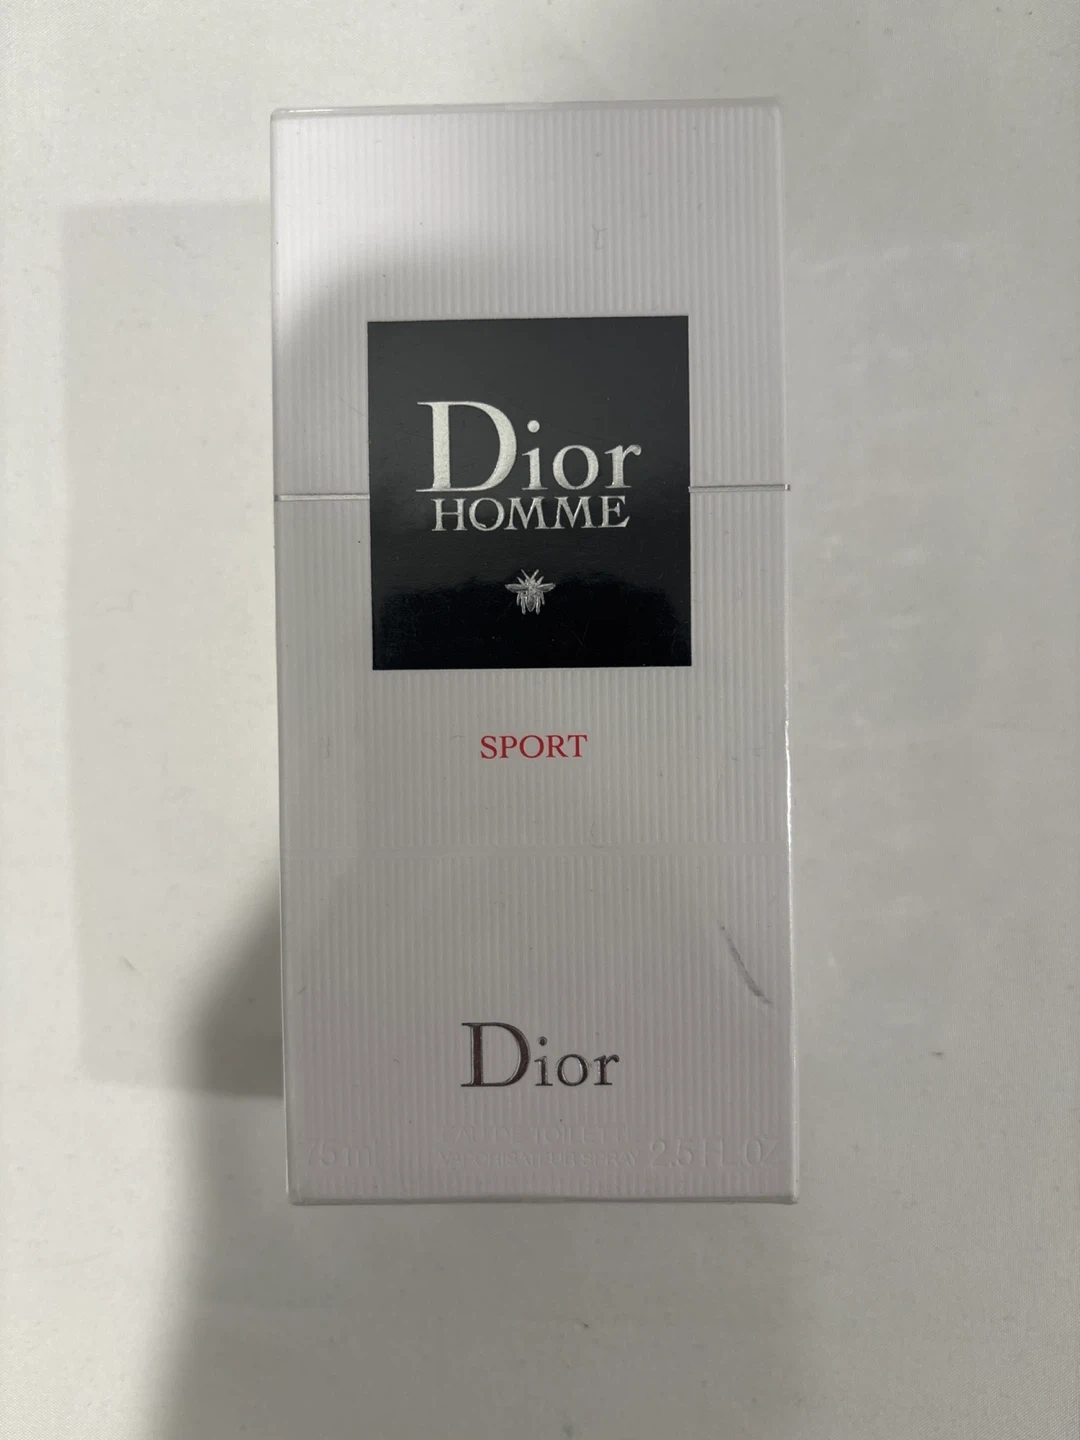 Dior
HOMME
SPORT
Dior
EAU DE TOILETTE
75 ml VAPORISATEUR SPRAY 2.5 FL.OZ